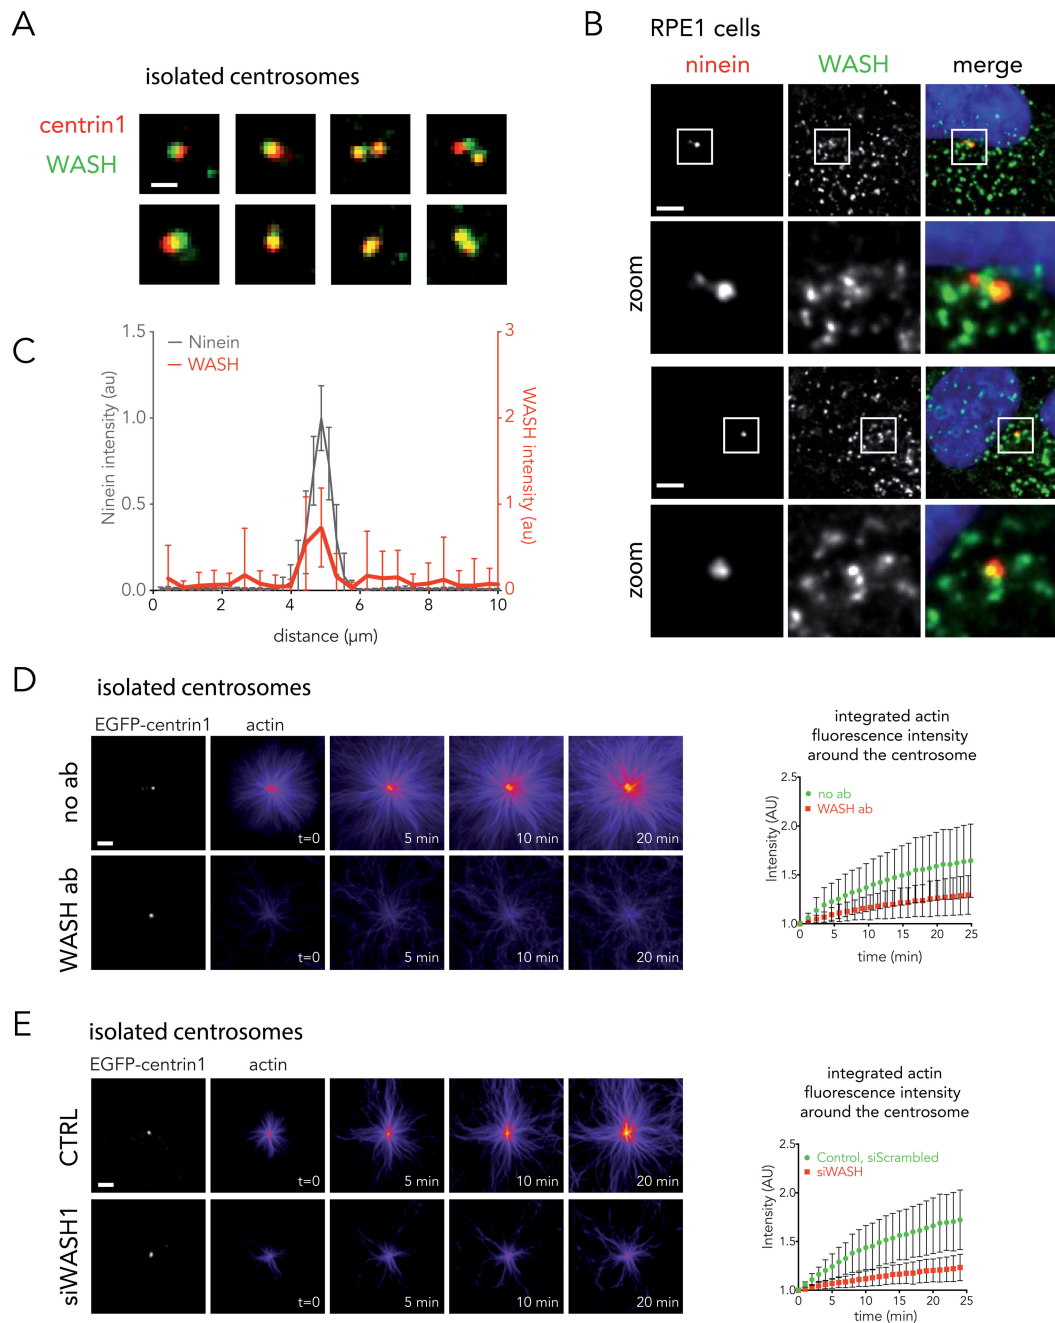 A
isolated centrosomes
centrin1
WASH
B
RPE1 cells
ninein
WASH
merge
zoom
zoom
C
Ninein
WASH
1.5
1.0
0.5
0.0
Ninein intensity (au)
3
2
1
0
WASH intensity (au)
0 2 4 6 8 10
distance (µm)
D
isolated centrosomes
EGFP-centrin1
actin
no ab
t=0
5 min
10 min
20 min
WASH ab
t=0
5 min
10 min
20 min
integrated actin
fluorescence intensity
around the centrosome
no ab
WASH ab
2.5
2.0
1.5
1.0
Intensity (AU)
0 5 10 15 20 25
time (min)
E
isolated centrosomes
EGFP-centrin1
actin
CTRL
t=0
5 min
10 min
20 min
siWASH1
t=0
5 min
10 min
20 min
integrated actin
fluorescence intensity
around the centrosome
Control, siScrambled
siWASH
2.5
2.0
1.5
1.0
Intensity (AU)
0 5 10 15 20 25
time (min)